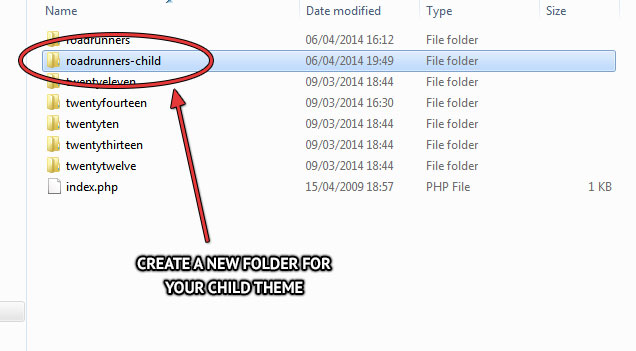 Name Date modified Type Size
roadrunners 06/04/2014 16:12 File folder
roadrunners-child 06/04/2014 19:49 File folder
twentyeleven 09/03/2014 18:44 File folder
twentyfourteen 09/03/2014 16:30 File folder
twentyten 09/03/2014 18:44 File folder
twentythirteen 09/03/2014 18:44 File folder
twentytwelve 09/03/2014 18:44 File folder
index.php 15/04/2009 18:57 PHP File 1 KB
CREATE A NEW FOLDER FOR
YOUR CHILD THEME